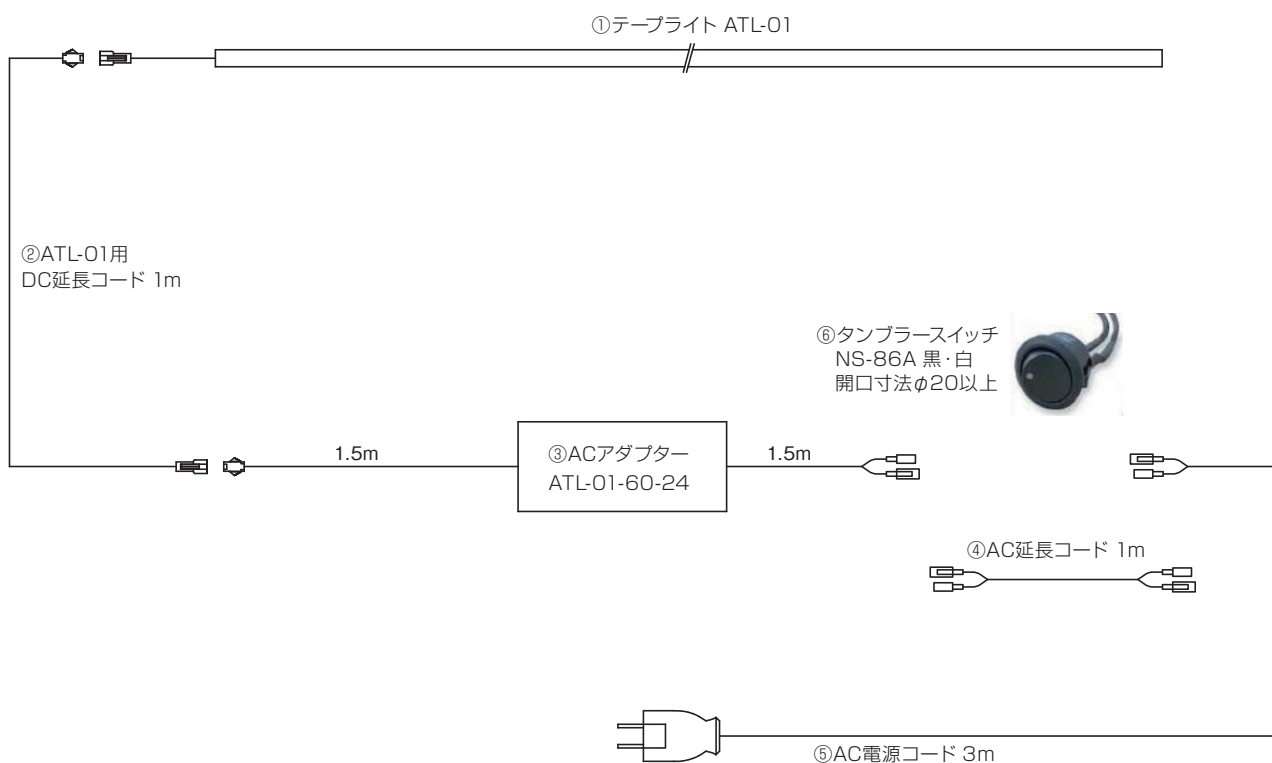 ①テープライト ATL-01
②ATL-01用
DC延長コード 1m
⑥タンブラースイッチ
NS-86A 黒・白
開口寸法φ20以上
1.5m
③ACアダプター
ATL-01-60-24
1.5m
④AC延長コード 1m
⑤AC電源コード 3m